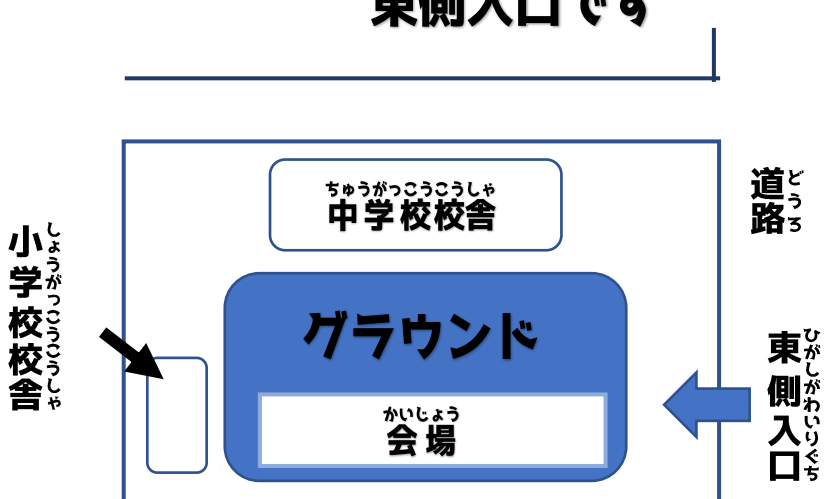 東側入口です
ちゅうがっこうこうしゃ
中学校校舎
どうろ
道路
しょうがっこうこうしゃ
小学校校舎
グラウンド
ひがしがわいりぐち
東側入口
かいじょう
会場